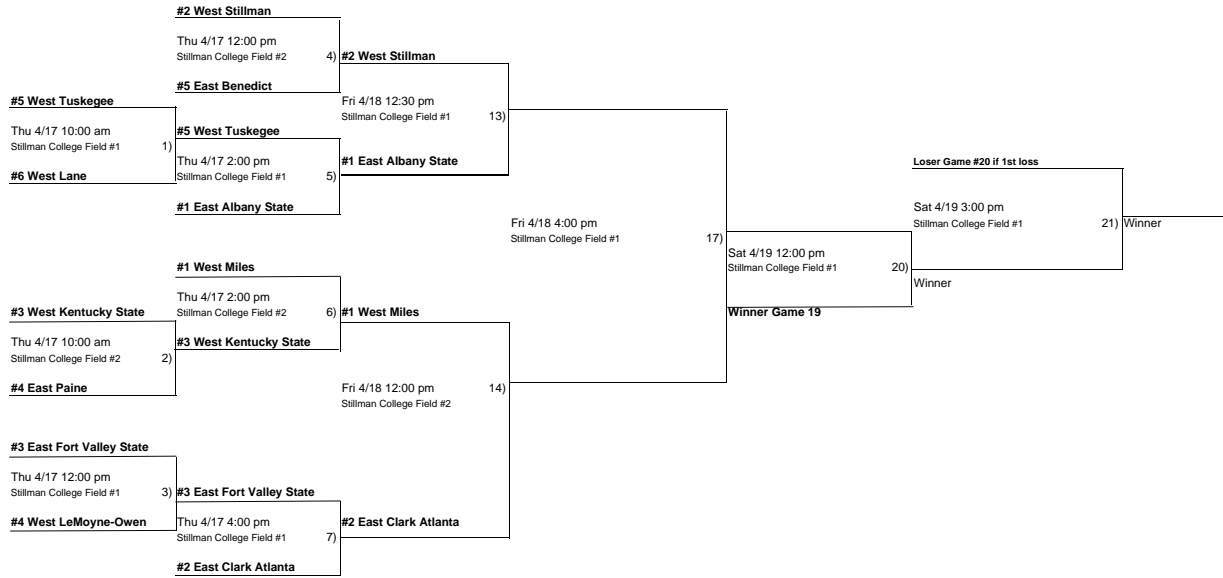 #2 West Stillman
Thu 4/17 12:00 pm
Stillman College Field #2
4)
#5 East Benedict
#5 West Tuskegee
Thu 4/17 10:00 am
Stillman College Field #1
1)
#6 West Lane
#5 West Tuskegee
Thu 4/17 2:00 pm
Stillman College Field #1
5)
#1 East Albany State
#2 West Stillman
Fri 4/18 12:30 pm
Stillman College Field #1
13)
#1 East Albany State
#1 West Miles
Thu 4/17 2:00 pm
Stillman College Field #2
6)
#3 West Kentucky State
#3 West Kentucky State
Thu 4/17 10:00 am
Stillman College Field #2
2)
#4 East Paine
#1 West Miles
Fri 4/18 12:00 pm
Stillman College Field #2
14)
#2 East Clark Atlanta
#3 East Fort Valley State
Thu 4/17 12:00 pm
Stillman College Field #1
3)
#4 West LeMoyne-Owen
#3 East Fort Valley State
Thu 4/17 4:00 pm
Stillman College Field #1
7)
#2 East Clark Atlanta
Fri 4/18 4:00 pm
Stillman College Field #1
17)
Sat 4/19 12:00 pm
Stillman College Field #1
20)
Winner Game 19
Loser Game #20 if 1st loss
Sat 4/19 3:00 pm
Stillman College Field #1
21)
Winner
Winner